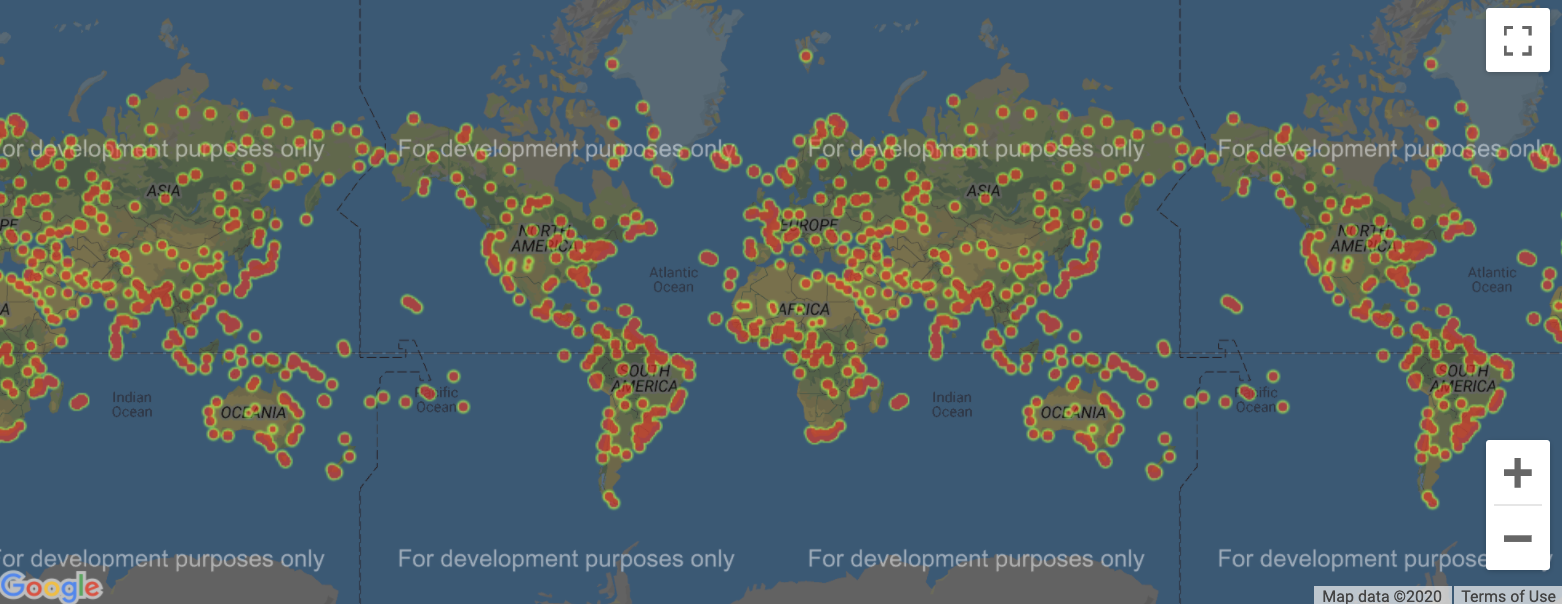 or development purposes only
For development purposes only
For development purposes only
For development purposes only
ASIA
ASIA
PE
NORTH
AMERICA
EUROPE
NORTH
AMERICA
Atlantic
Ocean
Atlantic
Ocean
A
AFRICA
Indian
Ocean
OCEANIA
Pacific
Ocean
SOUTH
AMERICA
Indian
Ocean
OCEANIA
Pacific
Ocean
SOUTH
AMERICA
or development purposes only
For development purposes only
For development purposes only
For development purposes
Google
Map data ©2020
Terms of Use